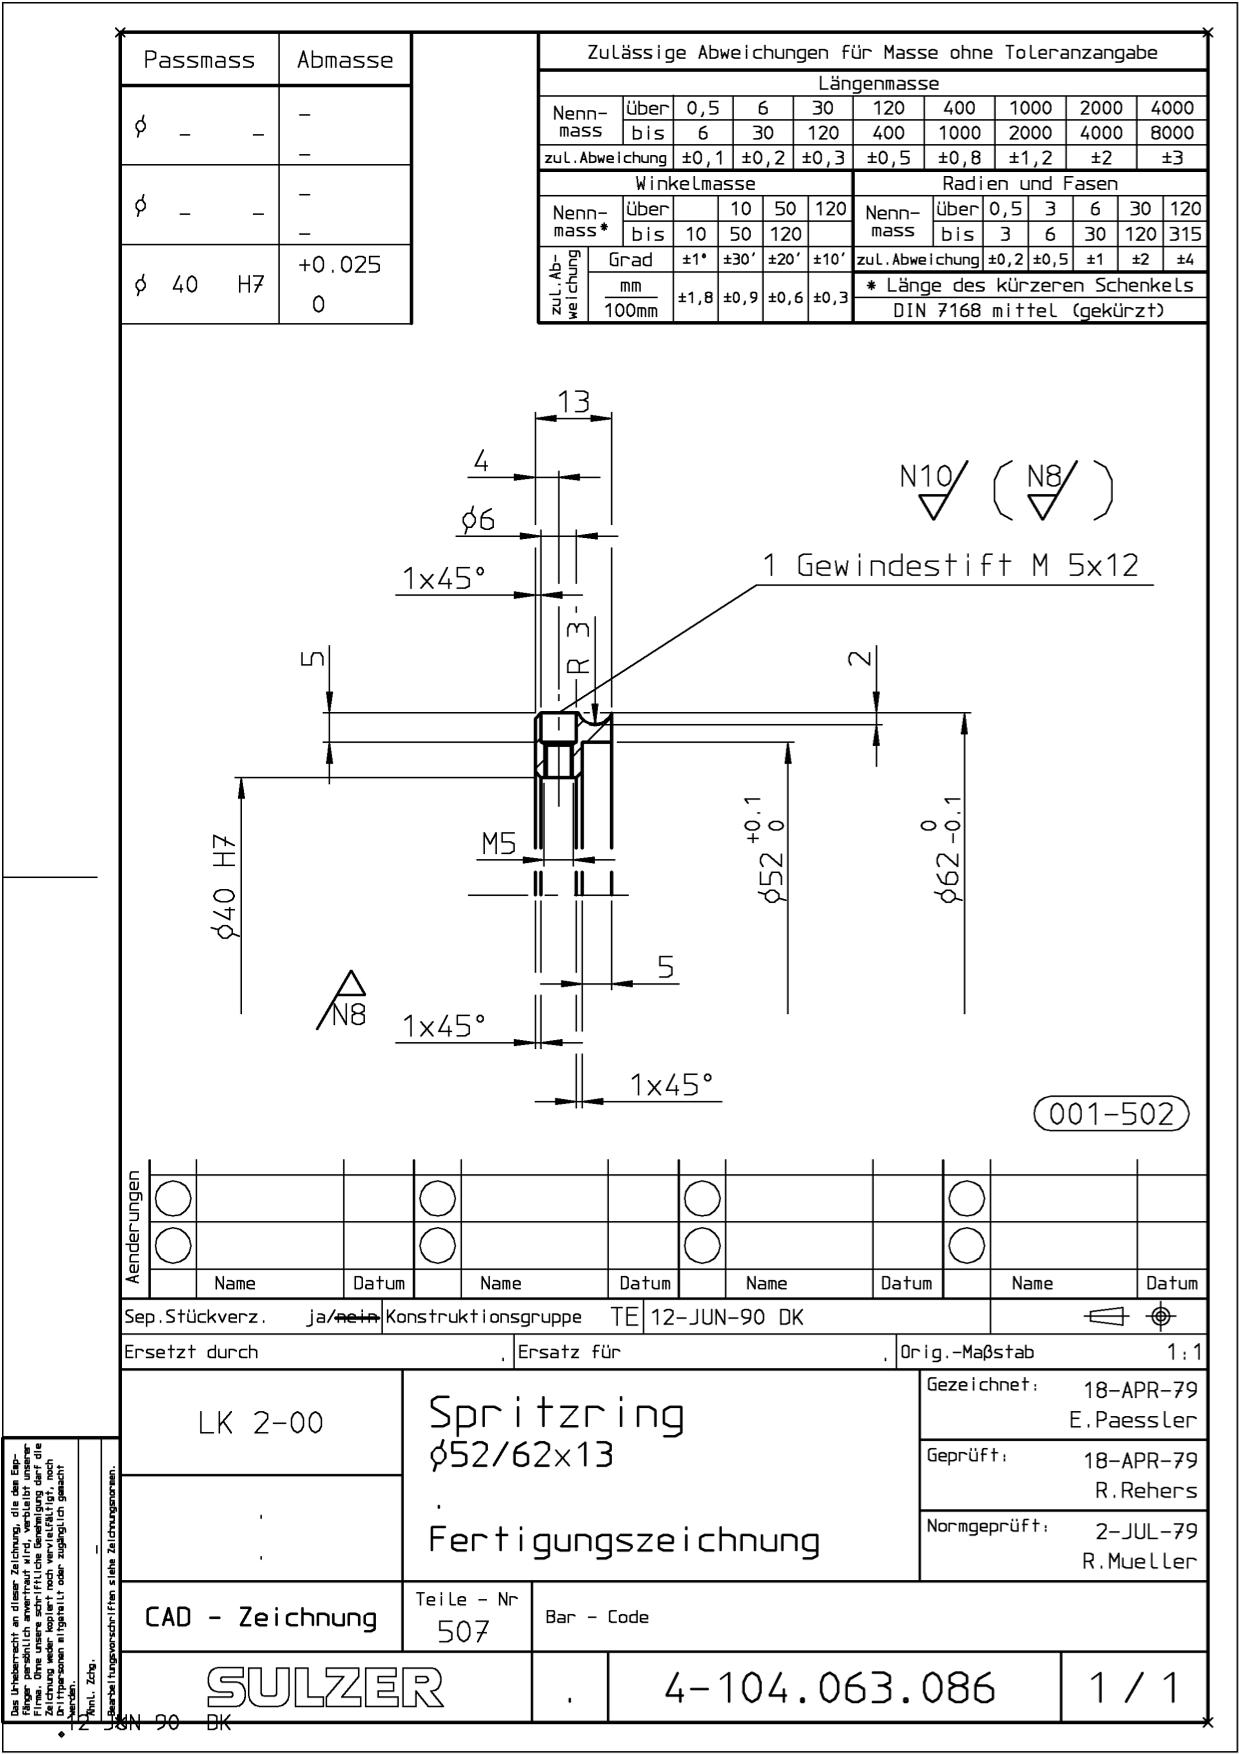 Passmass Abmasse
ϕ – – –
–
ϕ – – –
–
ϕ 40 H7 +0.025
0
Zulässige Abweichungen für Masse ohne Toleranzangabe
Längenmasse
Nenn-mass über 0,5 6 30 120 400 1000 2000 4000
bis 6 30 120 400 1000 2000 4000 8000
zul.Abweichung ±0,1 ±0,2 ±0,3 ±0,5 ±0,8 ±1,2 ±2 ±3
Winkelmasse
Nenn-mass* über 10 50 120
bis 10 50 120
zul.Ab-weichung Grad ±1° ±30′ ±20′ ±10′
mm
100mm ±1,8 ±0,9 ±0,6 ±0,3
Radien und Fasen
Nenn-mass über 0,5 3 6 30 120
bis 3 6 30 120 315
zul.Abweichung ±0,2 ±0,5 ±1 ±2 ±4
* Länge des kürzeren Schenkels
DIN 7168 mittel (gekürzt)
13
4
ϕ6
1x45°
N10 ( N8 )
1 Gewindestift M 5x12
R 3
5
2
ϕ40 H7
M5
ϕ52 +0.1 0
ϕ62 0 -0.1
5
N8
1x45°
1x45°
001-502
Aenderungen
Name Datum Name Datum Name Datum Name Datum
Sep.Stückverz. ja/nein Konstruktionsgruppe TE 12-JUN-90 DK
Ersetzt durch . Ersatz für . Orig.-Maßstab 1:1
LK 2-00
Spritzring
ϕ52/62x13
.
Fertigungszeichnung
Gezeichnet: 18-APR-79
E.Paessler
Geprüft: 18-APR-79
R.Rehers
Normgeprüft: 2-JUL-79
R.Mueller
CAD - Zeichnung
Teile - Nr
507
Bar - Code
SULZER . 4-104.063.086 1 / 1
Das Urheberrecht an dieser Zeichnung, die dem Emp-
fänger persönlich anvertraut wird, verbleibt unserer
Firma. Ohne unsere schriftliche Genehmigung darf die
Zeichnung weder kopiert noch vervielfältigt, noch
Drittpersonen mitgeteilt oder zugänglich gemacht
werden.
Ähnl. Zchg. –
Bearbeitungsvorschriften siehe Zeichnungsnormen.
12 JUN 90 DK